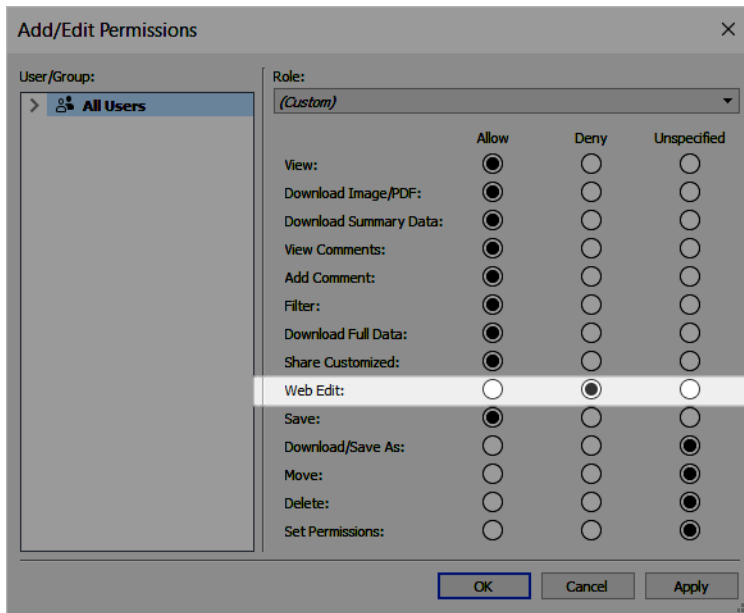 Add/Edit Permissions
User/Group:
All Users
Role:
(Custom)
Allow Deny Unspecified
View:
Download Image/PDF:
Download Summary Data:
View Comments:
Add Comment:
Filter:
Download Full Data:
Share Customized:
Web Edit:
Save:
Download/Save As:
Move:
Delete:
Set Permissions:
OK Cancel Apply